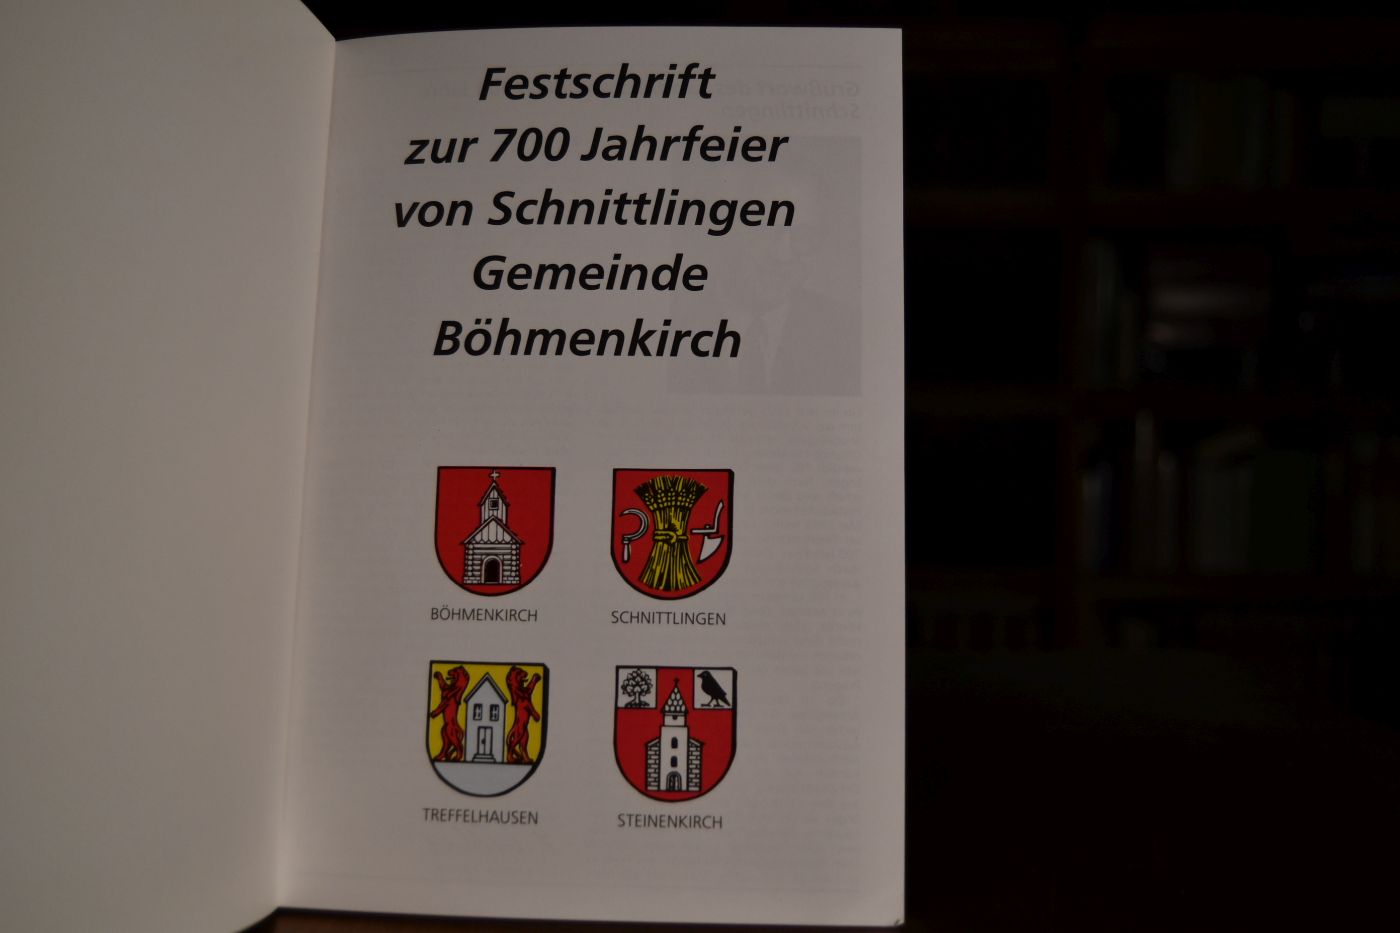 Festschrift
zur 700 Jahrfeier
von Schnittlingen
Gemeinde
Böhmenkirch
BÖHMENKIRCH
SCHNITTLINGEN
TREFFELHAUSEN
STEINENKIRCH